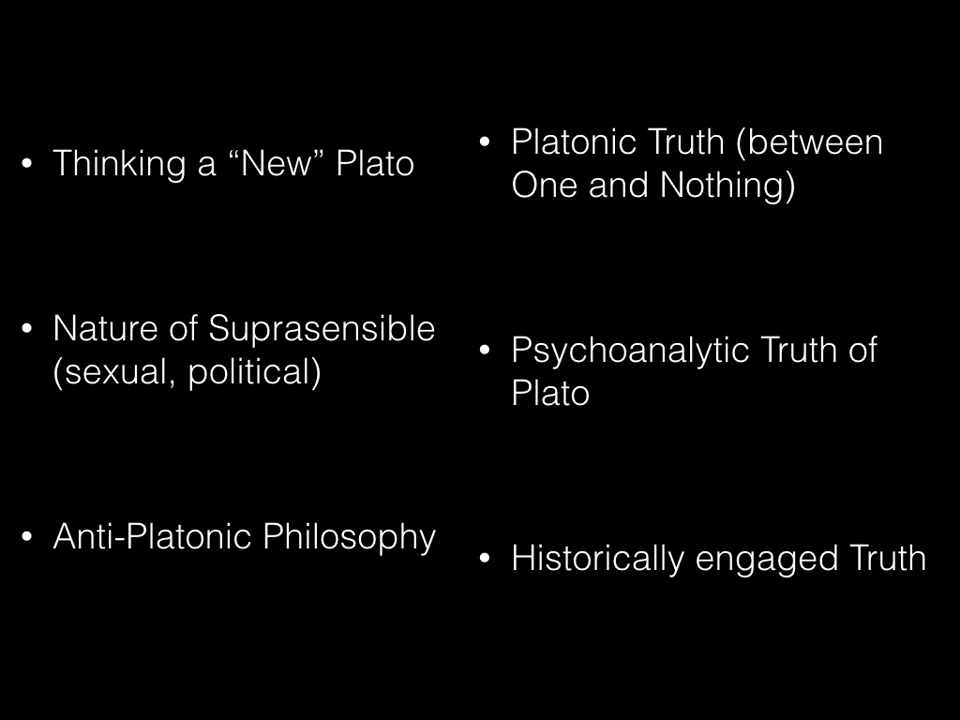 • Thinking a “New” Plato
• Nature of Suprasensible
(sexual, political)
• Anti-Platonic Philosophy
• Platonic Truth (between
One and Nothing)
• Psychoanalytic Truth of
Plato
• Historically engaged Truth